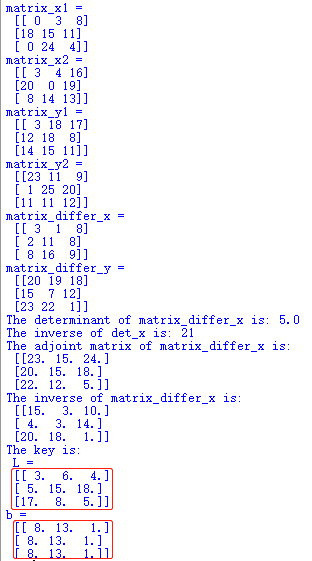 matrix_x1 =
[[ 0 3 8]
[18 15 11]
[ 0 24 4]]
matrix_x2 =
[[ 3 4 16]
[20 0 19]
[ 8 14 13]]
matrix_y1 =
[[ 3 18 17]
[12 18 8]
[14 15 11]]
matrix_y2 =
[[23 11 9]
[ 1 25 20]
[11 11 12]]
matrix_differ_x =
[[ 3 1 8]
[ 2 11 8]
[ 8 16 9]]
matrix_differ_y =
[[20 19 18]
[15 7 12]
[23 22 1]]
The determinant of matrix_differ_x is: 5.0
The inverse of det_x is: 21
The adjoint matrix of matrix_differ_x is:
[[23. 15. 24.]
[20. 15. 18.]
[22. 12. 5.]]
The inverse of matrix_differ_x is:
[[15. 3. 10.]
[ 4. 3. 14.]
[20. 18. 1.]]
The key is:
L =
[[ 3. 6. 4.]
[ 5. 15. 18.]
[17. 8. 5.]]
b =
[[ 8. 13. 1.]
[ 8. 13. 1.]
[ 8. 13. 1.]]